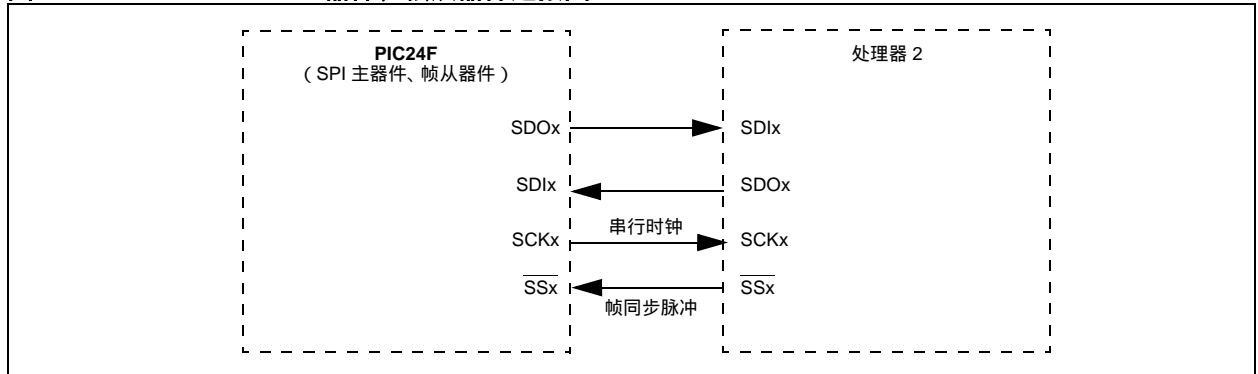 PIC24F
（SPI 主器件、帧从器件）
处理器 2
SDOx
SDIx
SDIx
SDOx
串行时钟
SCKx
SCKx
SSx
SSx
帧同步脉冲